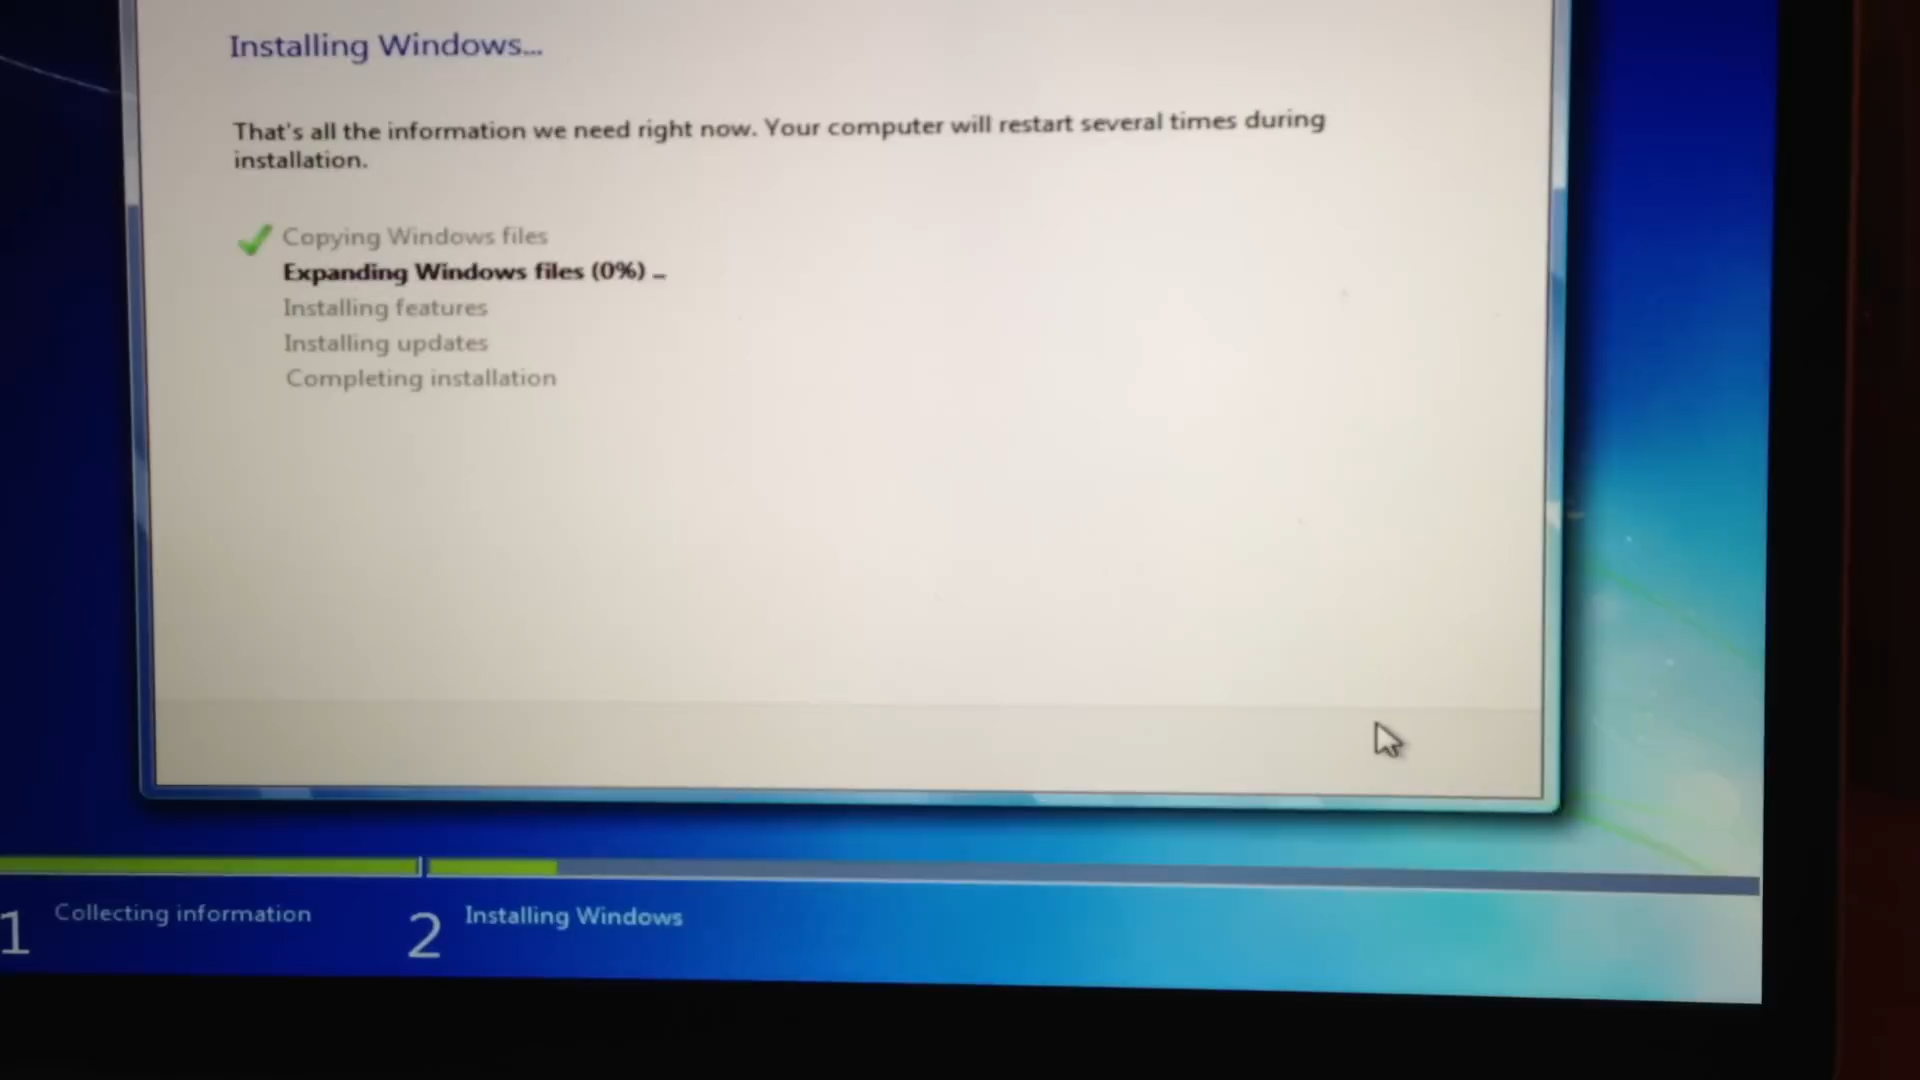 Installing Windows...
That's all the information we need right now. Your computer will restart several times during
installation.
Copying Windows files
Expanding Windows files (0%) ..
Installing features
Installing updates
Completing installation
1 Collecting information 2 Installing Windows